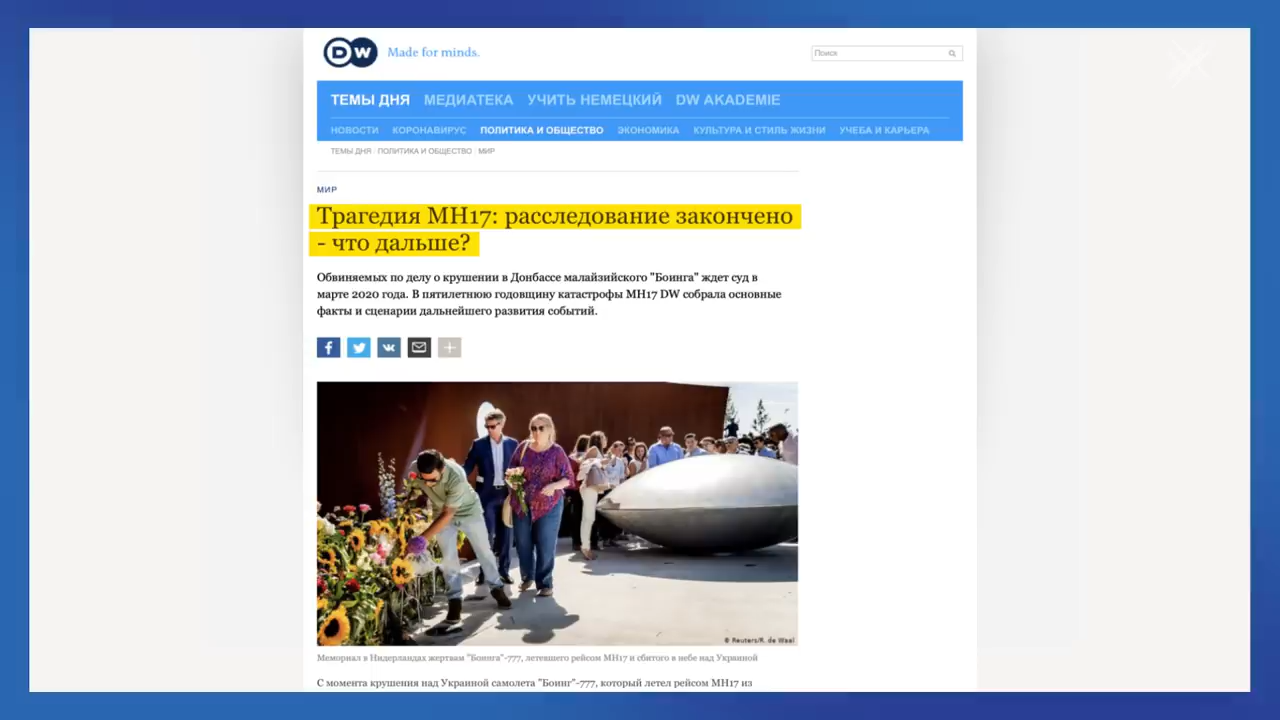 DW Made for minds.
Поиск
ТЕМЫ ДНЯ МЕДИАТЕКА УЧИТЬ НЕМЕЦКИЙ DW AKADEMIE
НОВОСТИ КОРОНАВИРУС ПОЛИТИКА И ОБЩЕСТВО ЭКОНОМИКА КУЛЬТУРА И СТИЛЬ ЖИЗНИ УЧЕБА И КАРЬЕРА
ТЕМЫ ДНЯ / ПОЛИТИКА И ОБЩЕСТВО / МИР
МИР
Трагедия MH17: расследование закончено
- что дальше?
Обвиняемых по делу о крушении в Донбассе малайзийского "Боинга" ждет суд в
марте 2020 года. В пятилетнюю годовщину катастрофы MH17 DW собрала основные
факты и сценарии дальнейшего развития событий.
© Reuters/R. de Waal
Мемориал в Нидерландах жертвам "Боинга"-777, летевшего рейсом MH17 и сбитого в небе над Украиной
С момента крушения над Украиной самолета "Боинг"-777, который летел рейсом MH17 из